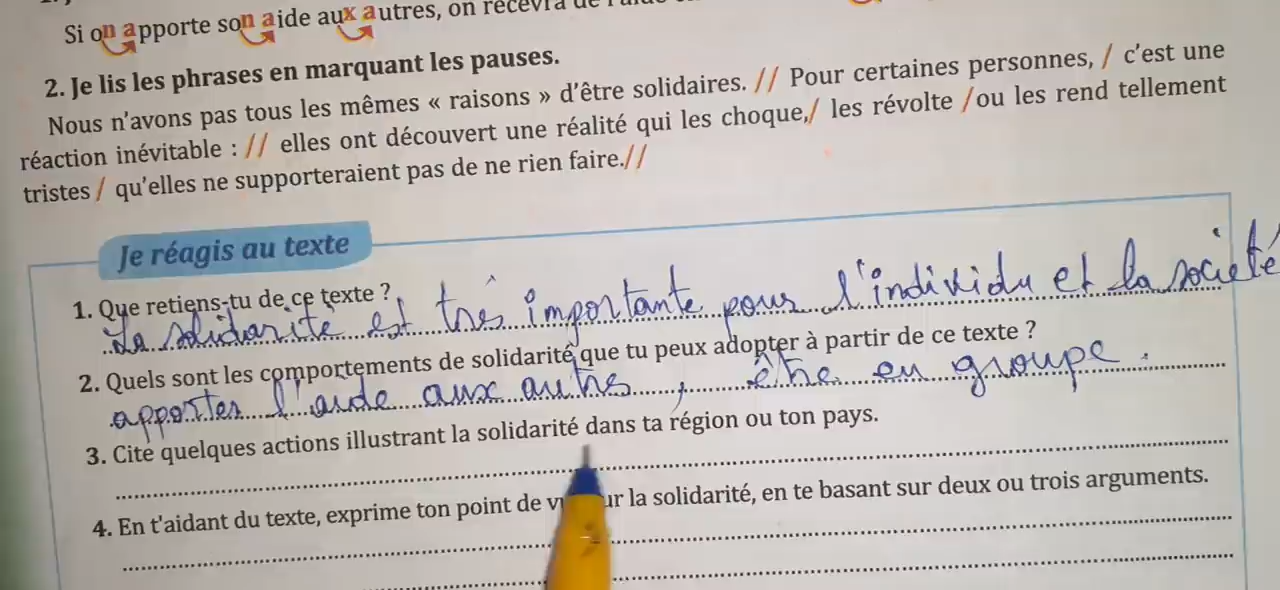 Si on apporte son aide aux autres, on recevra de
2. Je lis les phrases en marquant les pauses.
Nous n'avons pas tous les mêmes « raisons » d'être solidaires. // Pour certaines personnes, / c'est une
réaction inévitable : // elles ont découvert une réalité qui les choque,/ les révolte /ou les rend tellement
tristes / qu'elles ne supporteraient pas de ne rien faire.//
Je réagis au texte
1. Que retiens-tu de ce texte ?
La solidarité est très importante pour l'individu et la société
2. Quels sont les comportements de solidarité que tu peux adopter à partir de ce texte ?
apporter l'aide aux autres, être en groupe.
3. Cite quelques actions illustrant la solidarité dans ta région ou ton pays.
4. En t'aidant du texte, exprime ton point de v ur la solidarité, en te basant sur deux ou trois arguments.